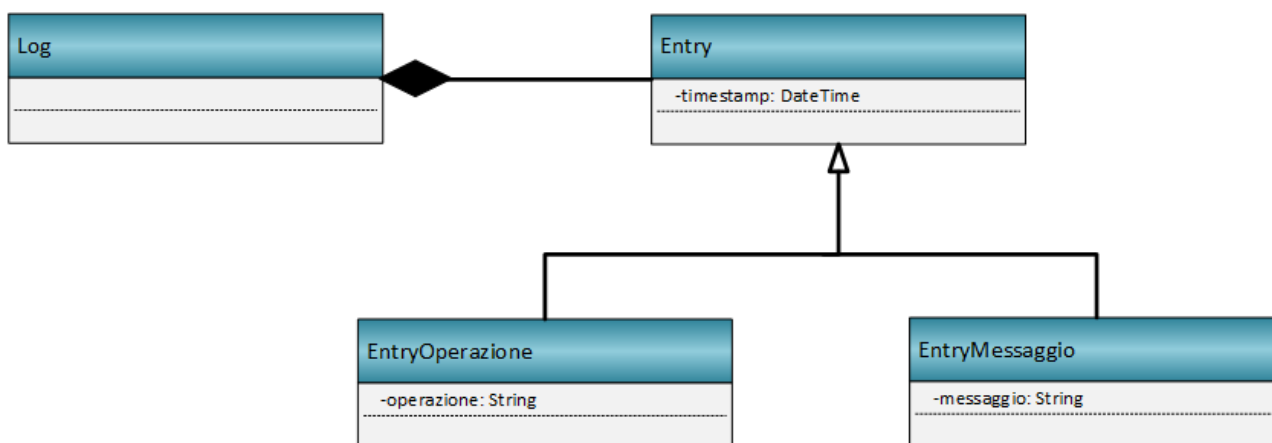 Log
Entry
-timestamp: DateTime
EntryOperazione
-operazione: String
EntryMessaggio
-messaggio: String